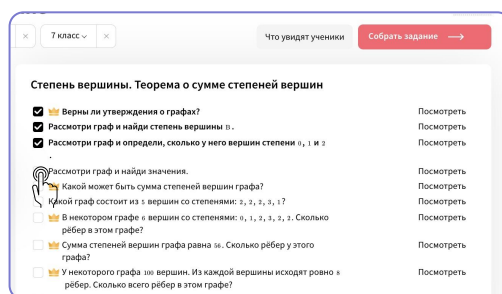 7 класс
Что увидят ученики
Собрать задание
Степень вершины. Теорема о сумме степеней вершин
Верны ли утверждения о графах?
Посмотреть
Рассмотри граф и найди степень вершины B.
Посмотреть
Рассмотри граф и определи, сколько у него вершин степени 0, 1 и 2
.
Посмотреть
Рассмотри граф и найди значения.
Посмотреть
Какой может быть сумма степеней вершин графа?
Посмотреть
Какой граф состоит из 5 вершин со степенями: 2, 2, 2, 3, 1?
Посмотреть
В некотором графе 6 вершин со степенями: 0, 1, 2, 3, 2, 2. Сколько
рёбер в этом графе?
Посмотреть
Сумма степеней вершин графа равна 56. Сколько рёбер у этого
графа?
Посмотреть
У некоторого графа 100 вершин. Из каждой вершины исходят ровно 8
рёбер. Сколько всего рёбер в этом графе?
Посмотреть